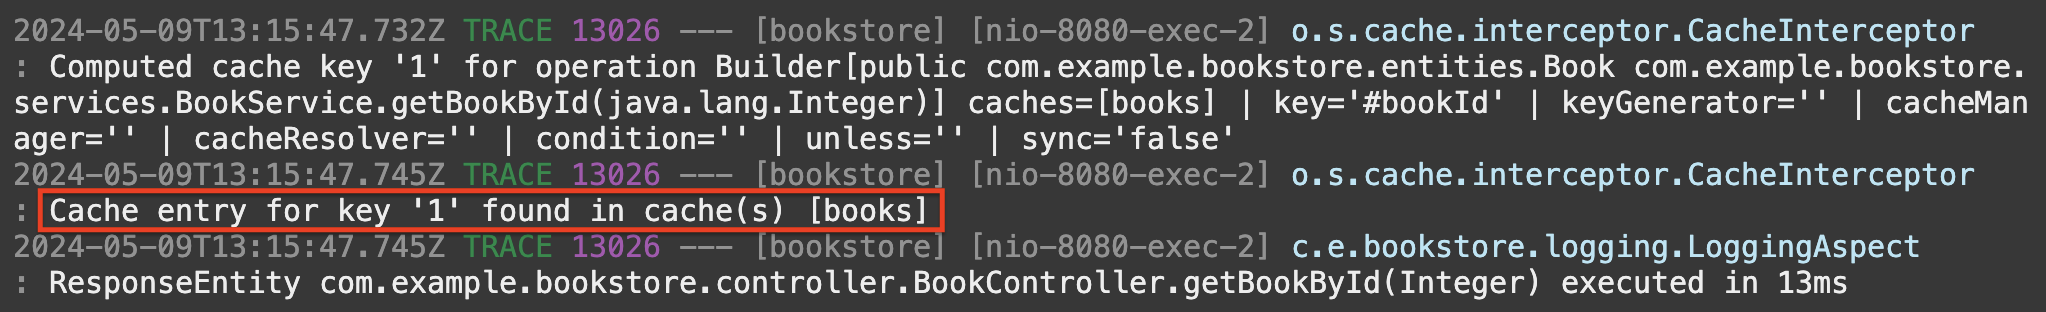 2024-05-09T13:15:47.732Z TRACE 13026 --- [bookstore] [nio-8080-exec-2] o.s.cache.interceptor.CacheInterceptor
: Computed cache key '1' for operation Builder[public com.example.bookstore.entities.Book com.example.bookstore.
services.BookService.getBookById(java.lang.Integer)] caches=[books] | key='#bookId' | keyGenerator='' | cacheMan
ager='' | cacheResolver='' | condition='' | unless='' | sync='false'
2024-05-09T13:15:47.745Z TRACE 13026 --- [bookstore] [nio-8080-exec-2] o.s.cache.interceptor.CacheInterceptor
: Cache entry for key '1' found in cache(s) [books]
2024-05-09T13:15:47.745Z TRACE 13026 --- [bookstore] [nio-8080-exec-2] c.e.bookstore.logging.LoggingAspect
: ResponseEntity com.example.bookstore.controller.BookController.getBookById(Integer) executed in 13ms